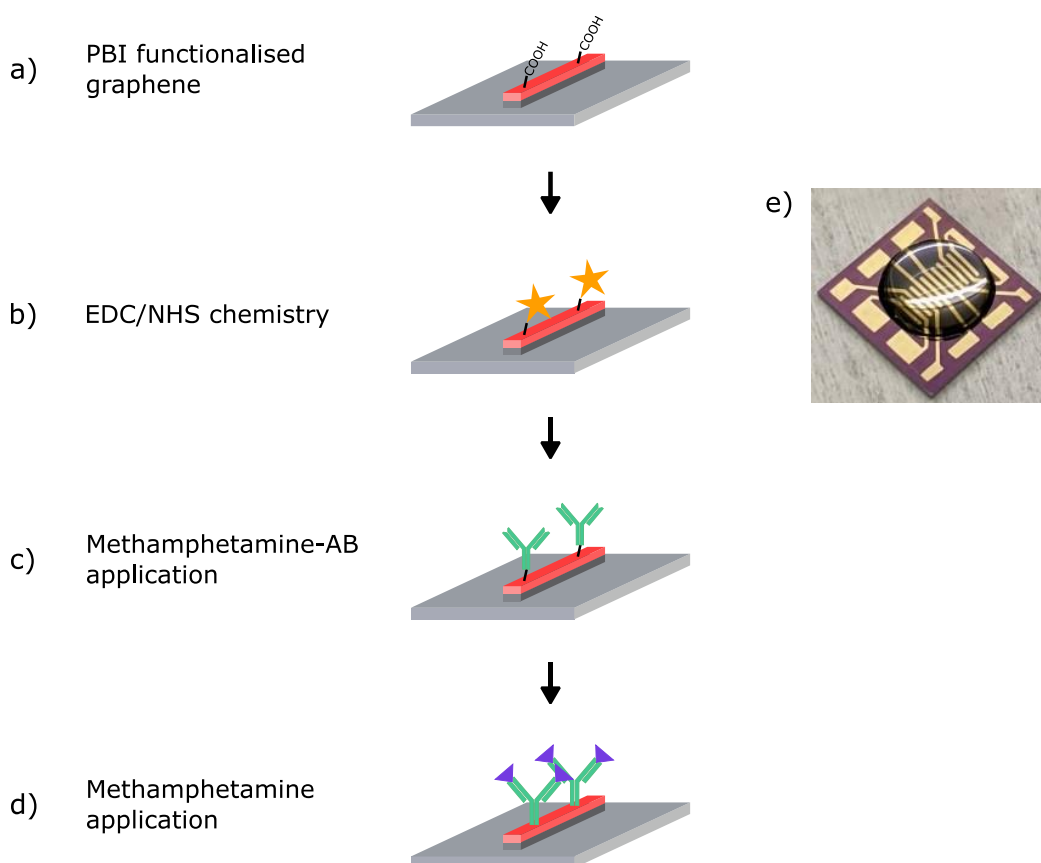 a)
PBI functionalised
graphene
COOH
COOH
b)
EDC/NHS chemistry
e)
c)
Methamphetamine-AB
application
d)
Methamphetamine
application